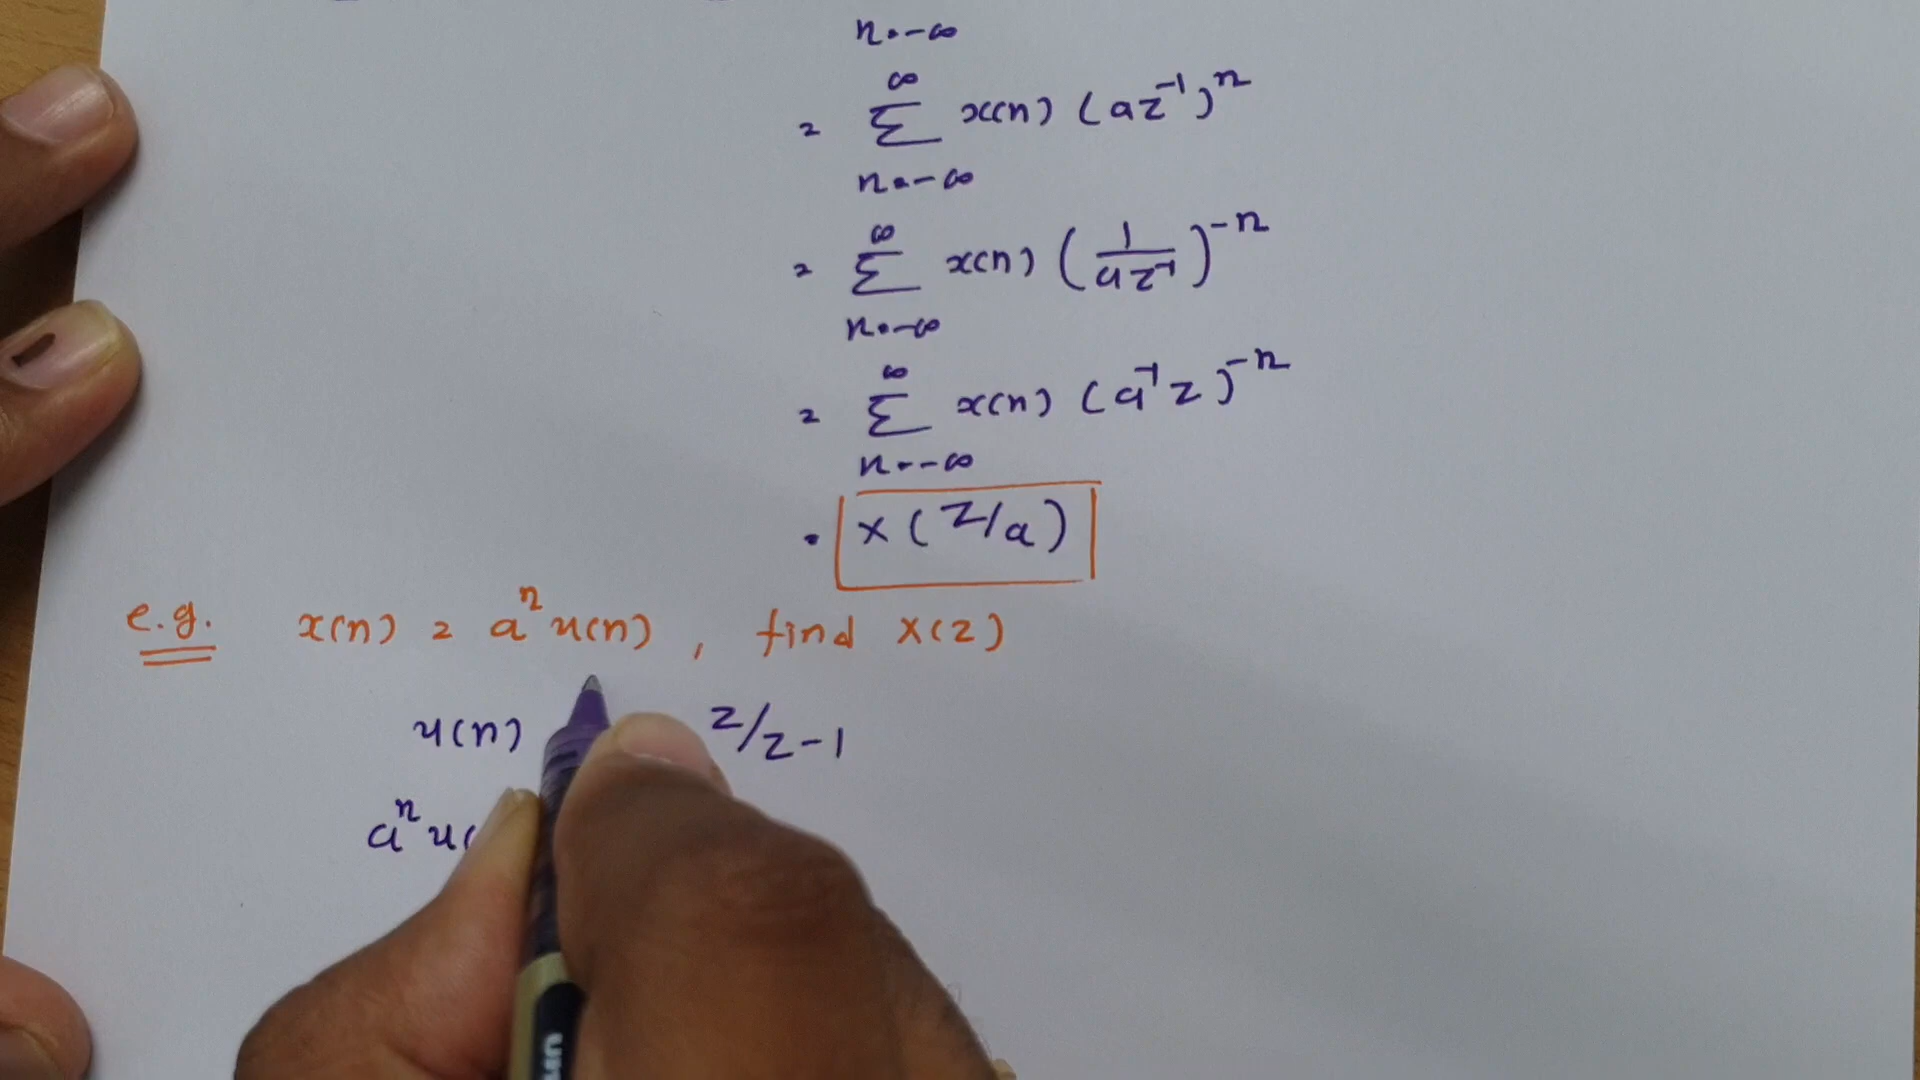 n=-∞
= ∞ Σ n=-∞ x(n) (az⁻¹)ⁿ
= ∞ Σ n=-∞ x(n) (1/az⁻¹)⁻ⁿ
= ∞ Σ n=-∞ x(n) (a⁻¹z)⁻ⁿ
= X(z/a)
e.g. x(n) = aⁿu(n), find X(z)
u(n) z/z-1
aⁿu(